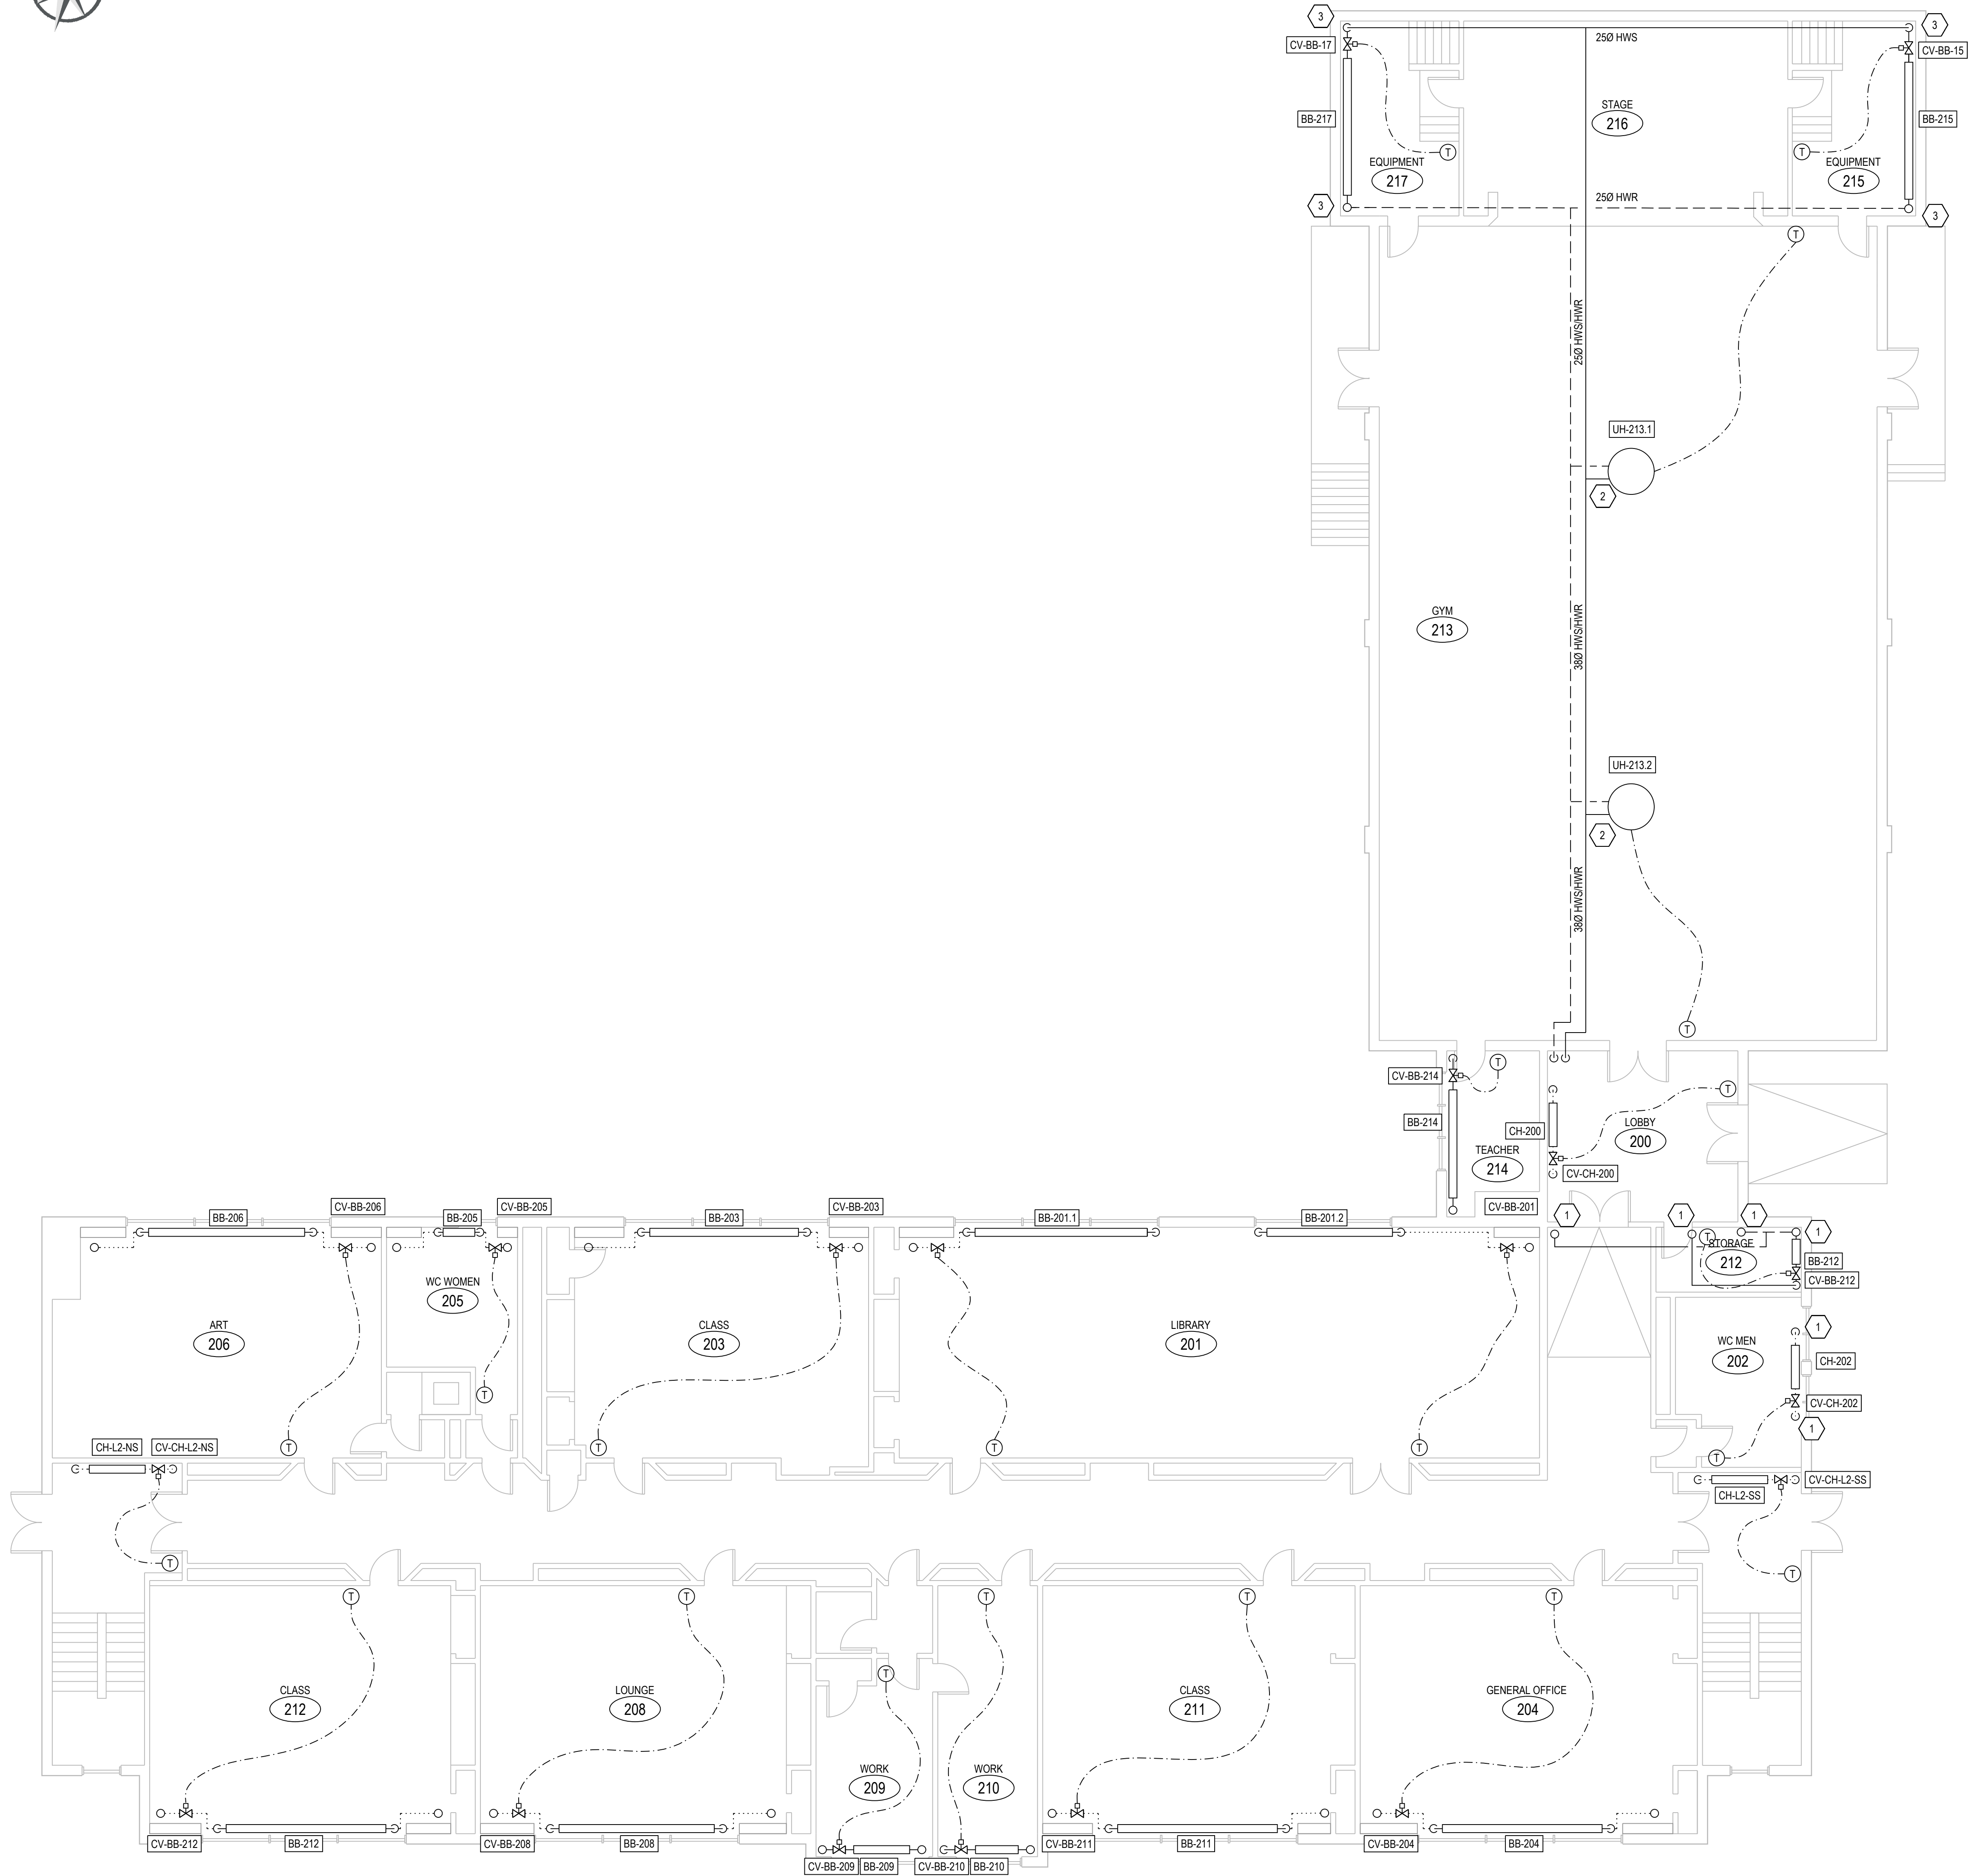 3
3
CV-BB-17
25Ø HWS
CV-BB-15
STAGE
216
BB-217
BB-215
T
T
EQUIPMENT
217
EQUIPMENT
215
25Ø HWR
3
3
T
25Ø HWS/HWR
UH-213.1
2
GYM
213
38Ø HWS/HWR
UH-213.2
2
38Ø HWS/HWR
T
CV-BB-214
T
T
BB-214
CH-200
LOBBY
200
TEACHER
214
CV-CH-200
BB-206
CV-BB-206
BB-205
CV-BB-205
BB-203
CV-BB-203
BB-201.1
BB-201.2
CV-BB-201
1
1
1
1
T
STORAGE
212
BB-212
CV-BB-212
WC WOMEN
205
ART
206
CLASS
203
LIBRARY
201
1
WC MEN
202
CH-202
CV-CH-202
1
T
T
T
T
T
T
CH-L2-NS
CV-CH-L2-NS
CV-CH-L2-SS
CH-L2-SS
T
T
T
T
T
T
T
T
CLASS
212
LOUNGE
208
CLASS
211
GENERAL OFFICE
204
WORK
209
WORK
210
CV-BB-212
BB-212
CV-BB-208
BB-208
CV-BB-211
BB-211
CV-BB-204
BB-204
CV-BB-209
BB-209
CV-BB-210
BB-210